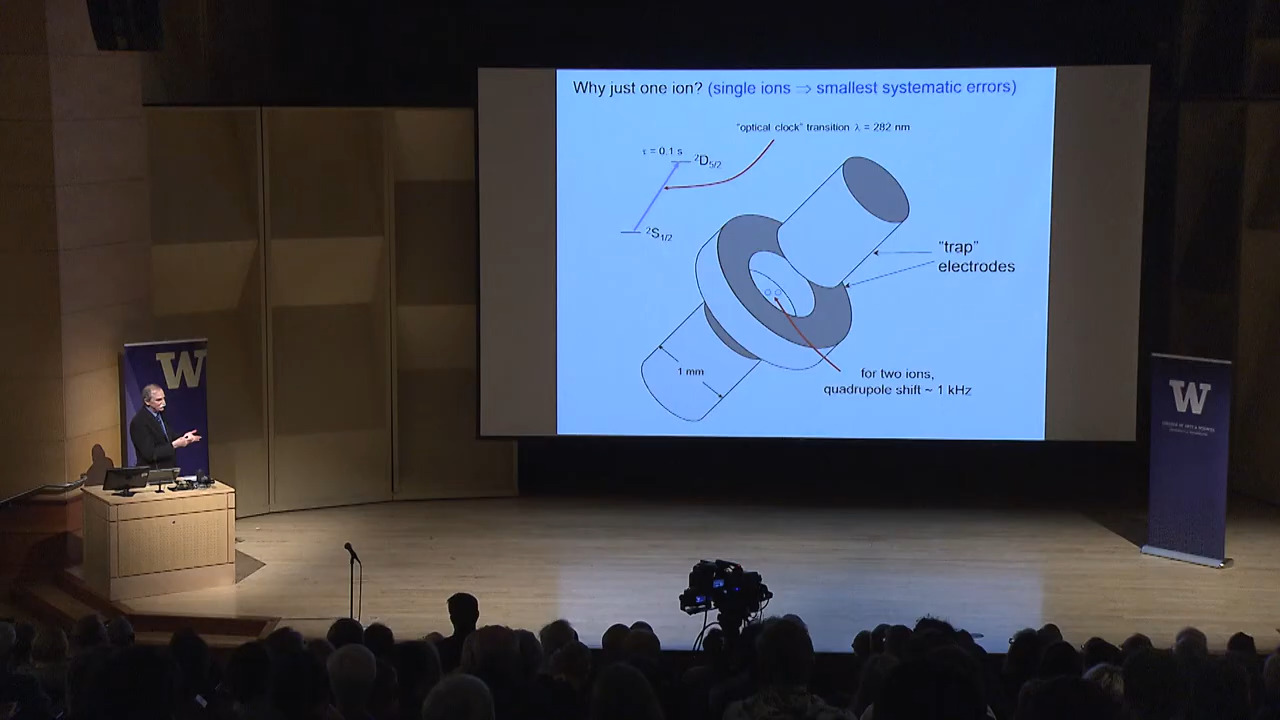 Why just one ion? (single ions ⇒ smallest systematic errors)
"optical clock" transition λ = 282 nm
τ = 0.1 s
²D5/2
²S1/2
"trap"
electrodes
1 mm
for two ions,
quadrupole shift ~ 1 kHz
W
W